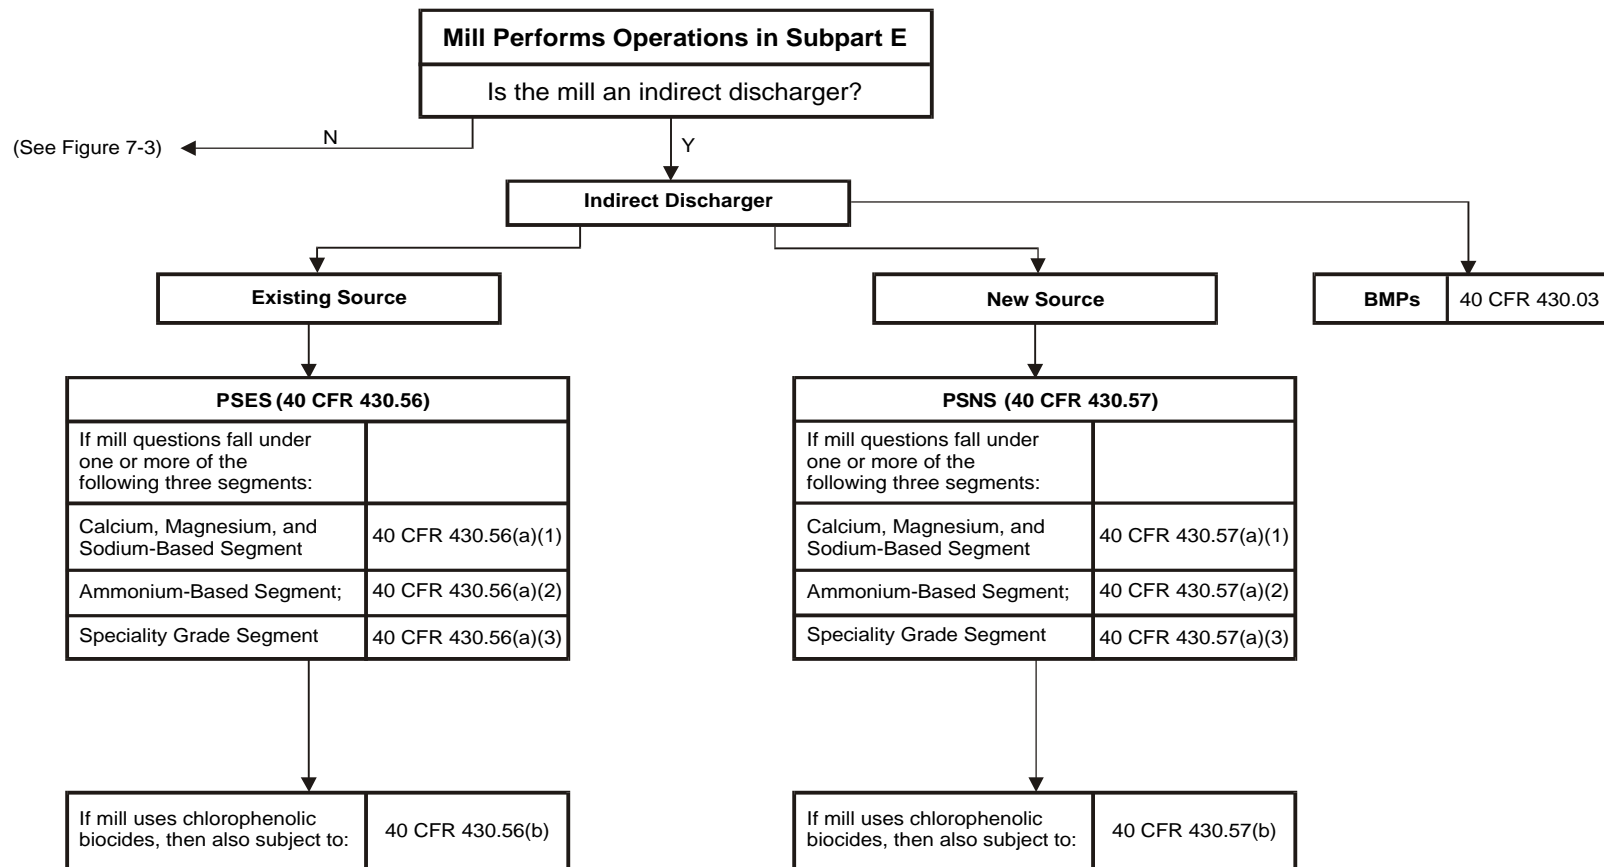 Mill Performs Operations in Subpart E
Is the mill an indirect discharger?
(See Figure 7-3)
N
Y
Indirect Discharger
Existing Source
New Source
BMPs
40 CFR 430.03
PSES (40 CFR 430.56)
If mill questions fall under
one or more of the
following three segments:
Calcium, Magnesium, and
Sodium-Based Segment
40 CFR 430.56(a)(1)
Ammonium-Based Segment;
40 CFR 430.56(a)(2)
Speciality Grade Segment
40 CFR 430.56(a)(3)
If mill uses chlorophenolic
biocides, then also subject to:
40 CFR 430.56(b)
PSNS (40 CFR 430.57)
If mill questions fall under
one or more of the
following three segments:
Calcium, Magnesium, and
Sodium-Based Segment
40 CFR 430.57(a)(1)
Ammonium-Based Segment;
40 CFR 430.57(a)(2)
Speciality Grade Segment
40 CFR 430.57(a)(3)
If mill uses chlorophenolic
biocides, then also subject to:
40 CFR 430.57(b)